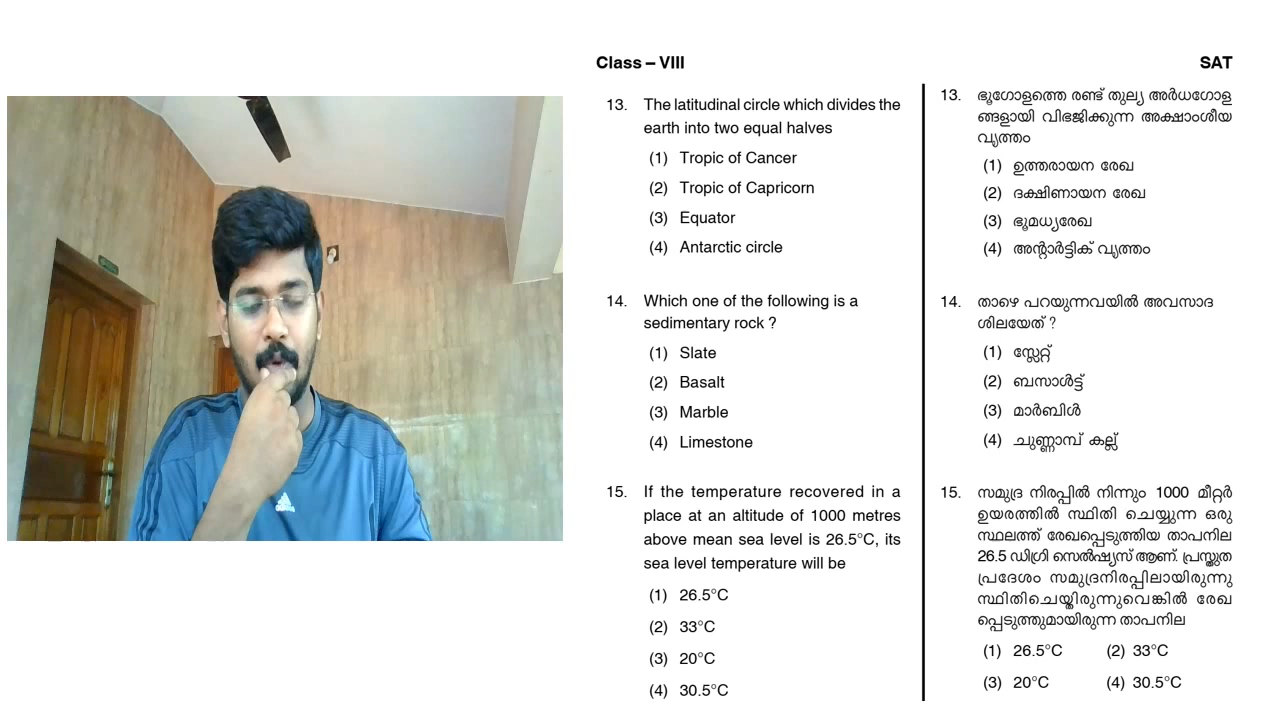 Class – VIII
SAT
13. The latitudinal circle which divides the
earth into two equal halves
(1) Tropic of Cancer
(2) Tropic of Capricorn
(3) Equator
(4) Antarctic circle
14. Which one of the following is a
sedimentary rock ?
(1) Slate
(2) Basalt
(3) Marble
(4) Limestone
15. If the temperature recovered in a
place at an altitude of 1000 metres
above mean sea level is 26.5°C, its
sea level temperature will be
(1) 26.5°C
(2) 33°C
(3) 20°C
(4) 30.5°C
13. ഭൂഗോളത്തെ രണ്ട് തുല്യ അർധഗോള
ങ്ങളായി വിഭജിക്കുന്ന അക്ഷാംശീയ
വൃത്തം
(1) ഉത്തരായന രേഖ
(2) ദക്ഷിണായന രേഖ
(3) ഭൂമധ്യരേഖ
(4) അന്റാർട്ടിക് വൃത്തം
14. താഴെ പറയുന്നവയിൽ അവസാദ
ശിലയേത് ?
(1) സ്ലേറ്റ്
(2) ബസാൾട്ട്
(3) മാർബിൾ
(4) ചുണ്ണാമ്പ് കല്ല്
15. സമുദ്ര നിരപ്പിൽ നിന്നും 1000 മീറ്റർ
ഉയരത്തിൽ സ്ഥിതി ചെയ്യുന്ന ഒരു
സ്ഥലത്ത് രേഖപ്പെടുത്തിയ താപനില
26.5 ഡിഗ്രി സെൽഷ്യസ് ആണ്. പ്രസ്തുത
പ്രദേശം സമുദ്രനിരപ്പിലായിരുന്നു
സ്ഥിതിചെയ്തിരുന്നുവെങ്കിൽ രേഖ
പ്പെടുത്തുമായിരുന്ന താപനില
(1) 26.5°C (2) 33°C
(3) 20°C (4) 30.5°C
adidas